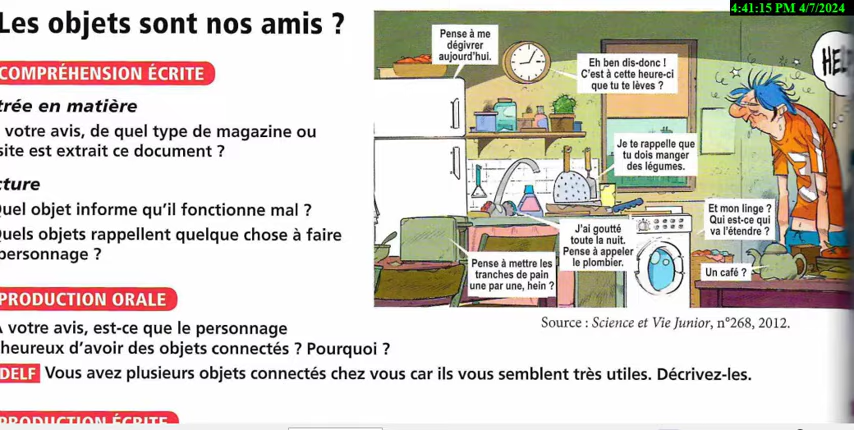 4:41:15 PM 4/7/2024
Les objets sont nos amis ?
COMPRÉHENSION ÉCRITE
trée en matière
votre avis, de quel type de magazine ou
site est extrait ce document ?
cture
Quel objet informe qu'il fonctionne mal ?
Quels objets rappellent quelque chose à faire
personnage ?
PRODUCTION ORALE
À votre avis, est-ce que le personnage
heureux d'avoir des objets connectés ? Pourquoi ?
DELF Vous avez plusieurs objets connectés chez vous car ils vous semblent très utiles. Décrivez-les.
PRODUCTION ÉCRITE
Pense à me
dégivrer
aujourd'hui.
Eh ben dis-donc !
C'est à cette heure-ci
que tu te lèves ?
HELP
Je te rappelle que
tu dois manger
des légumes.
Et mon linge ?
Qui est-ce qui
va l'étendre ?
J'ai goutté
toute la nuit.
Pense à appeler
le plombier.
Pense à mettre les
tranches de pain
une par une, hein ?
Un café ?
Source : Science et Vie Junior, n°268, 2012.